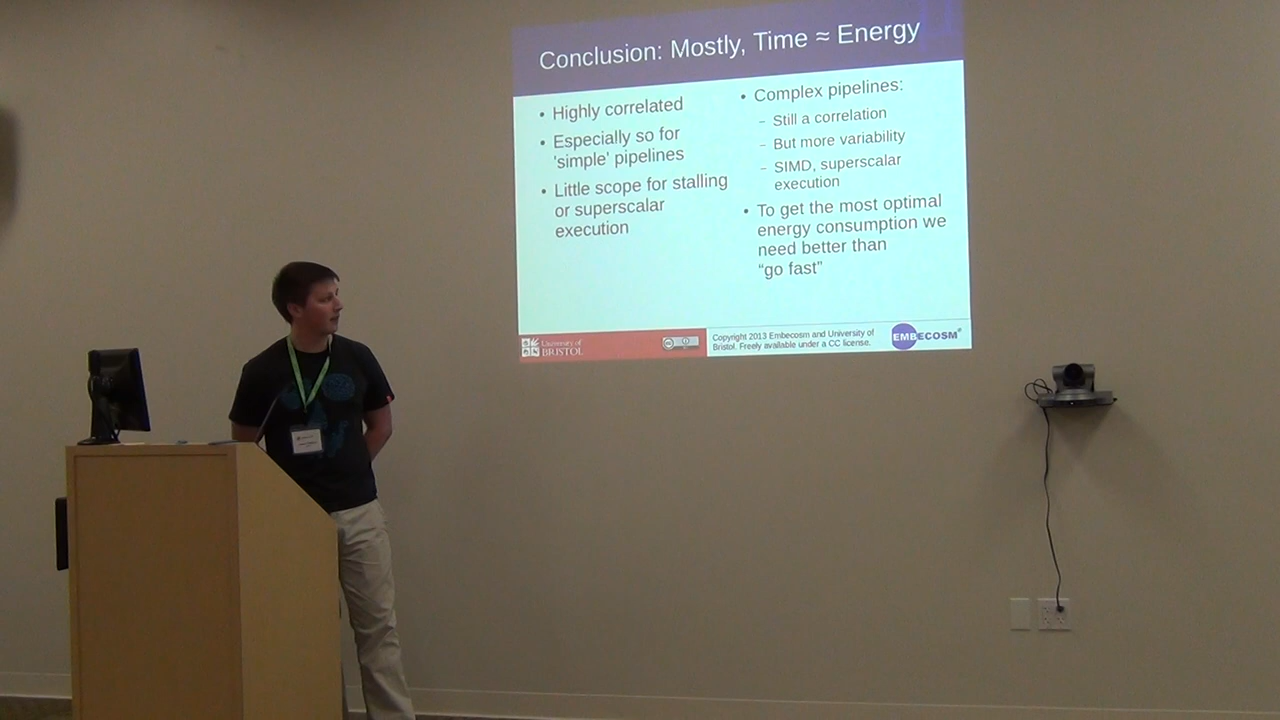 Conclusion: Mostly, Time ≈ Energy
• Highly correlated
• Especially so for
'simple' pipelines
• Little scope for stalling
or superscalar
execution
• Complex pipelines:
– Still a correlation
– But more variability
– SIMD, superscalar
execution
• To get the most optimal
energy consumption we
need better than
“go fast”
University of
BRISTOL
Copyright 2013 Embecosm and University of
Bristol. Freely available under a CC license.
EMBECOSM®